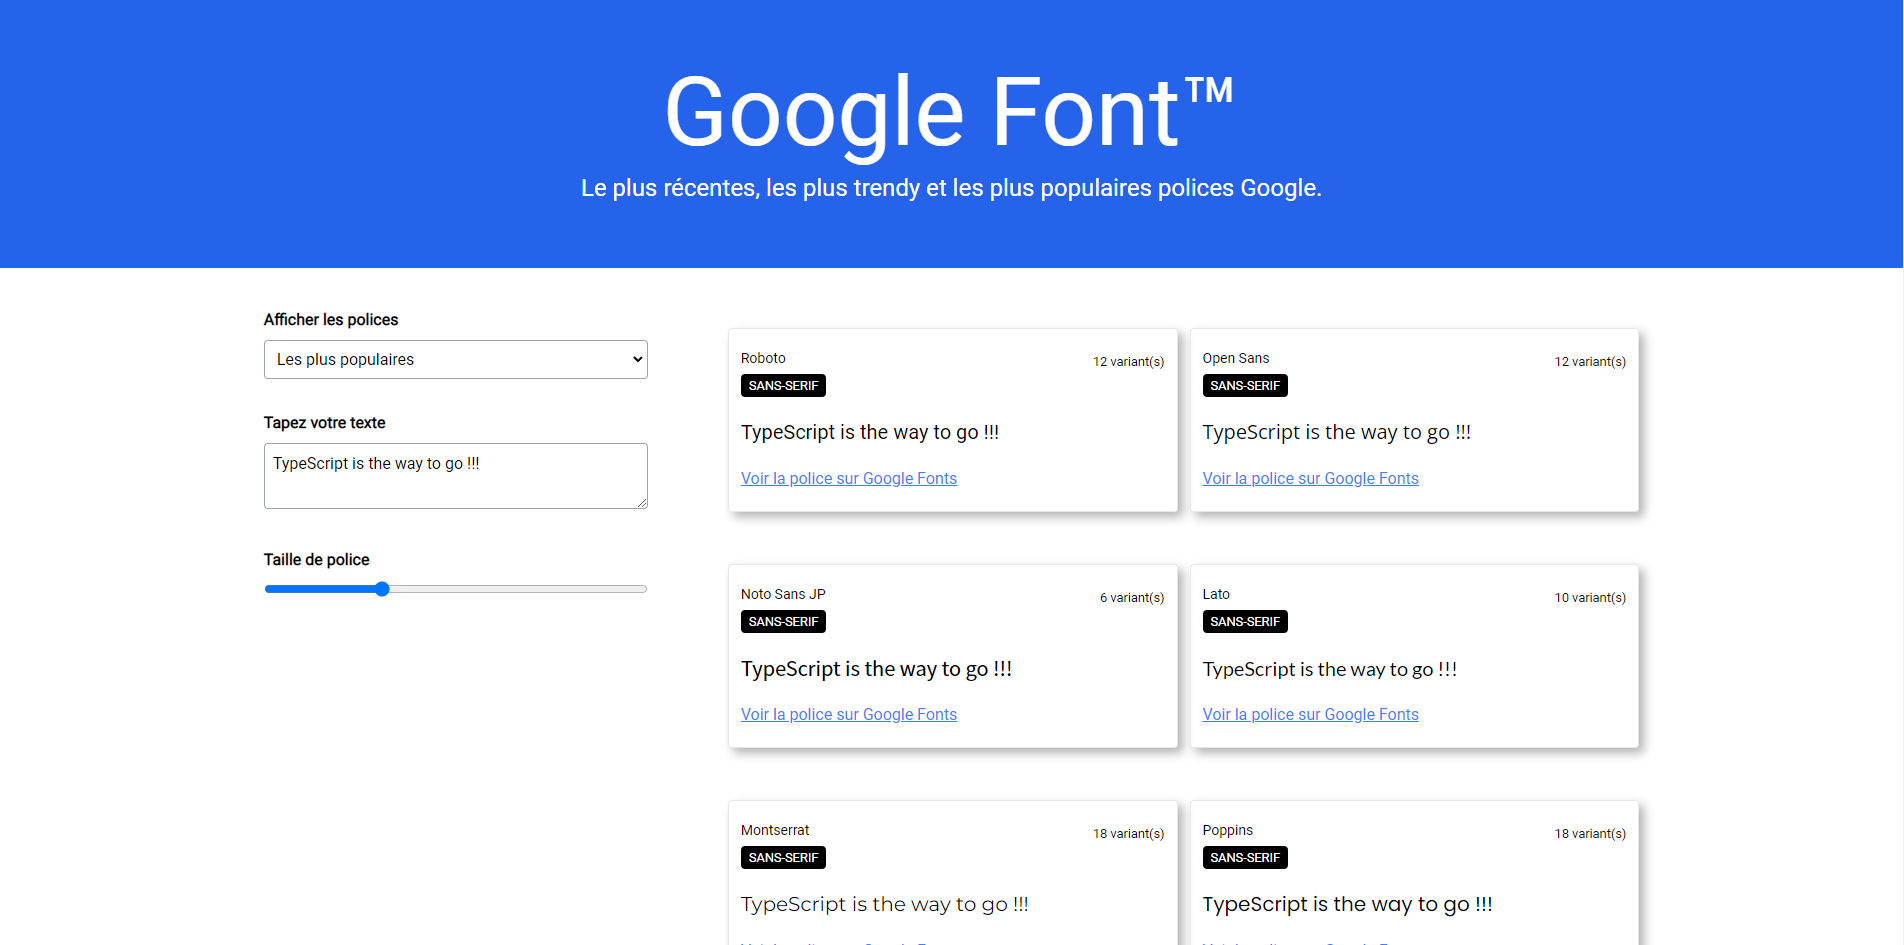 Google Font™
Le plus récentes, les plus trendy et les plus populaires polices Google.
Afficher les polices
Les plus populaires
Tapez votre texte
TypeScript is the way to go !!!
Taille de police
Roboto
12 variant(s)
SANS-SERIF
TypeScript is the way to go !!!
Voir la police sur Google Fonts
Open Sans
12 variant(s)
SANS-SERIF
TypeScript is the way to go !!!
Voir la police sur Google Fonts
Noto Sans JP
6 variant(s)
SANS-SERIF
TypeScript is the way to go !!!
Voir la police sur Google Fonts
Lato
10 variant(s)
SANS-SERIF
TypeScript is the way to go !!!
Voir la police sur Google Fonts
Montserrat
18 variant(s)
SANS-SERIF
TypeScript is the way to go !!!
Poppins
18 variant(s)
SANS-SERIF
TypeScript is the way to go !!!